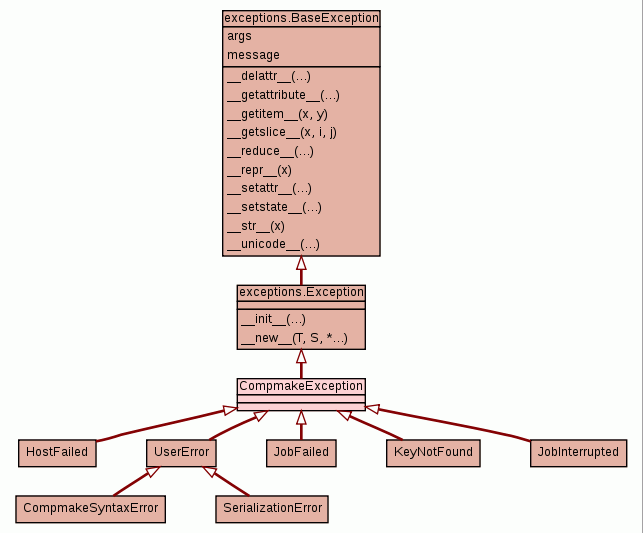 exceptions.BaseException
args
message
__delattr__(...)
__getattribute__(...)
__getitem__(x, y)
__getslice__(x, i, j)
__reduce__(...)
__repr__(x)
__setattr__(...)
__setstate__(...)
__str__(x)
__unicode__(...)
exceptions.Exception
__init__(...)
__new__(T, S, *...)
CompmakeException
HostFailed
UserError
JobFailed
KeyNotFound
JobInterrupted
CompmakeSyntaxError
SerializationError